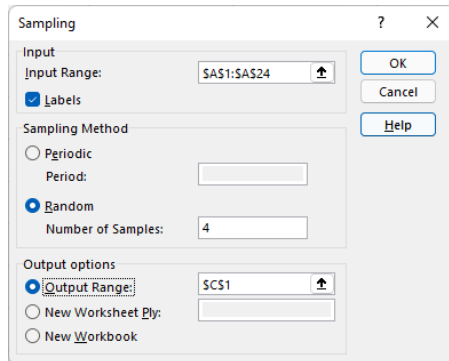 Sampling ? ×
Input
Input Range: $A$1:$A$24
Labels
OK
Cancel
Help
Sampling Method
Periodic
Period:
Random
Number of Samples: 4
Output options
Output Range: $C$1
New Worksheet Ply:
New Workbook